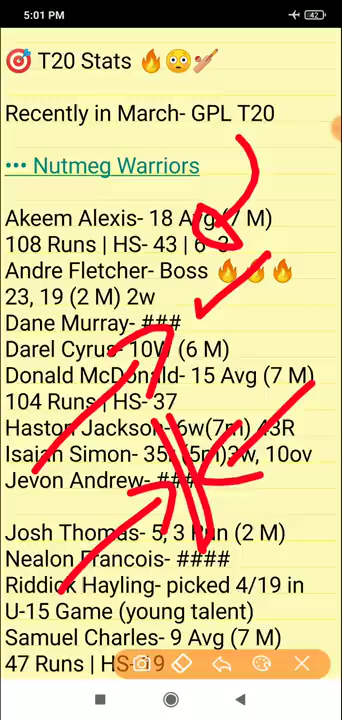 5:01 PM
42
🎯 T20 Stats 🔥😳🏏
Recently in March- GPL T20
••• Nutmeg Warriors
Akeem Alexis- 18 Avg (7 M)
108 Runs | HS- 43 | 6-3
Andre Fletcher- Boss 🔥🔥🔥
23, 19 (2 M) 2w
Dane Murray- ###
Darel Cyrus- 10W (6 M)
Donald McDonald- 15 Avg (7 M)
104 Runs | HS- 37
Haston Jackson- 6w(7m) 43R
Isaiah Simon- (5m)3w, 10ov
Jevon Andrew- ###
Josh Thomas- 5, 3 Run (2 M)
Nealon Francois- ####
Riddick Hayling- picked 4/19 in
U-15 Game (young talent)
Samuel Charles- 9 Avg (7 M)
47 Runs | HS- 19